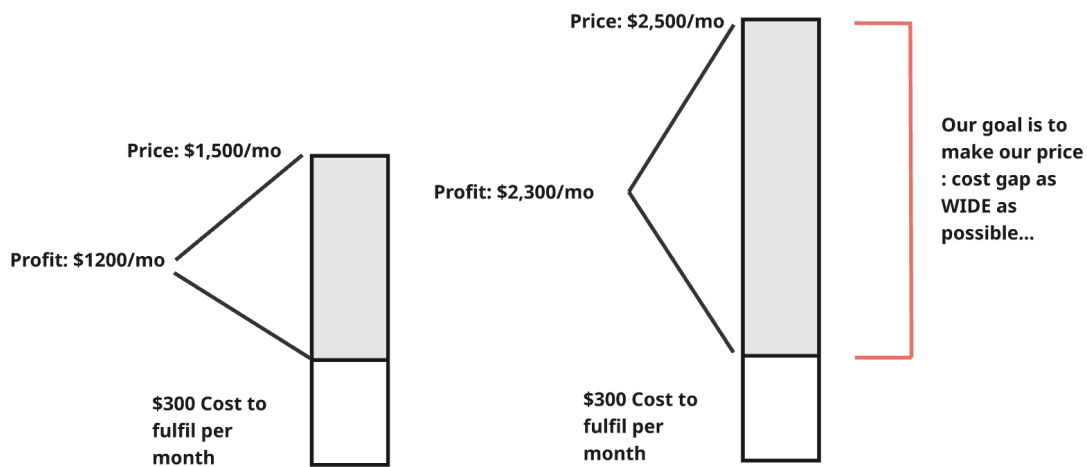 Price: $2,500/mo
Price: $1,500/mo
Profit: $1200/mo
$300 Cost to
fulfil per
month
Profit: $2,300/mo
$300 Cost to
fulfil per
month
Our goal is to
make our price
: cost gap as
WIDE as
possible...